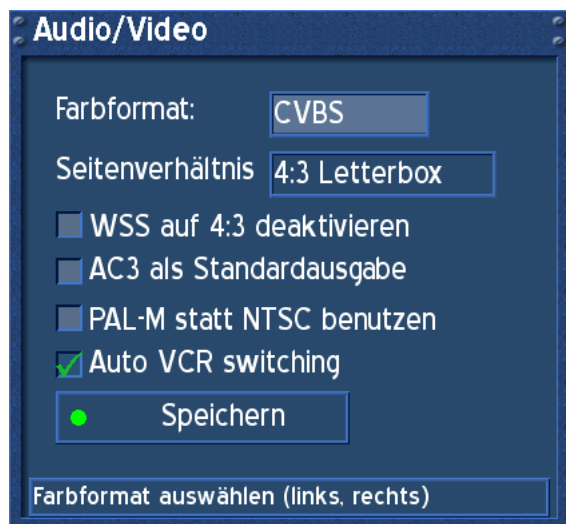 Audio/Video
Farbformat: CVBS
Seitenverhältnis 4:3 Letterbox
WSS auf 4:3 deaktivieren
AC3 als Standardausgabe
PAL-M statt NTSC benutzen
Auto VCR switching
Speichern
Farbformat auswählen (links, rechts)